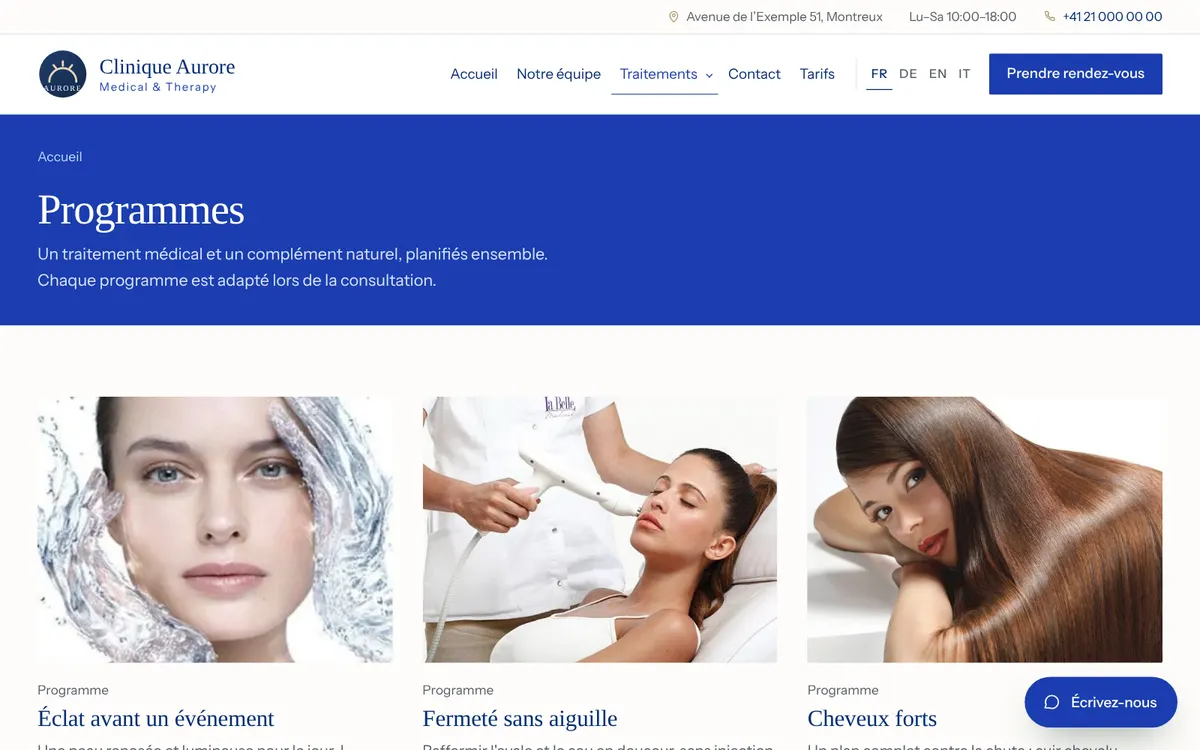 Avenue de l'Exemple 51, Montreux
Lu–Sa 10:00–18:00
+41 21 000 00 00
AURORE
Clinique Aurore
Medical & Therapy
Accueil
Notre équipe
Traitements
Contact
Tarifs
FR DE EN IT
Prendre rendez-vous
Accueil
Programmes
Un traitement médical et un complément naturel, planifiés ensemble.
Chaque programme est adapté lors de la consultation.
la Belle
Programme
Éclat avant un événement
Programme
Fermeté sans aiguille
Programme
Cheveux forts
Écrivez-nous